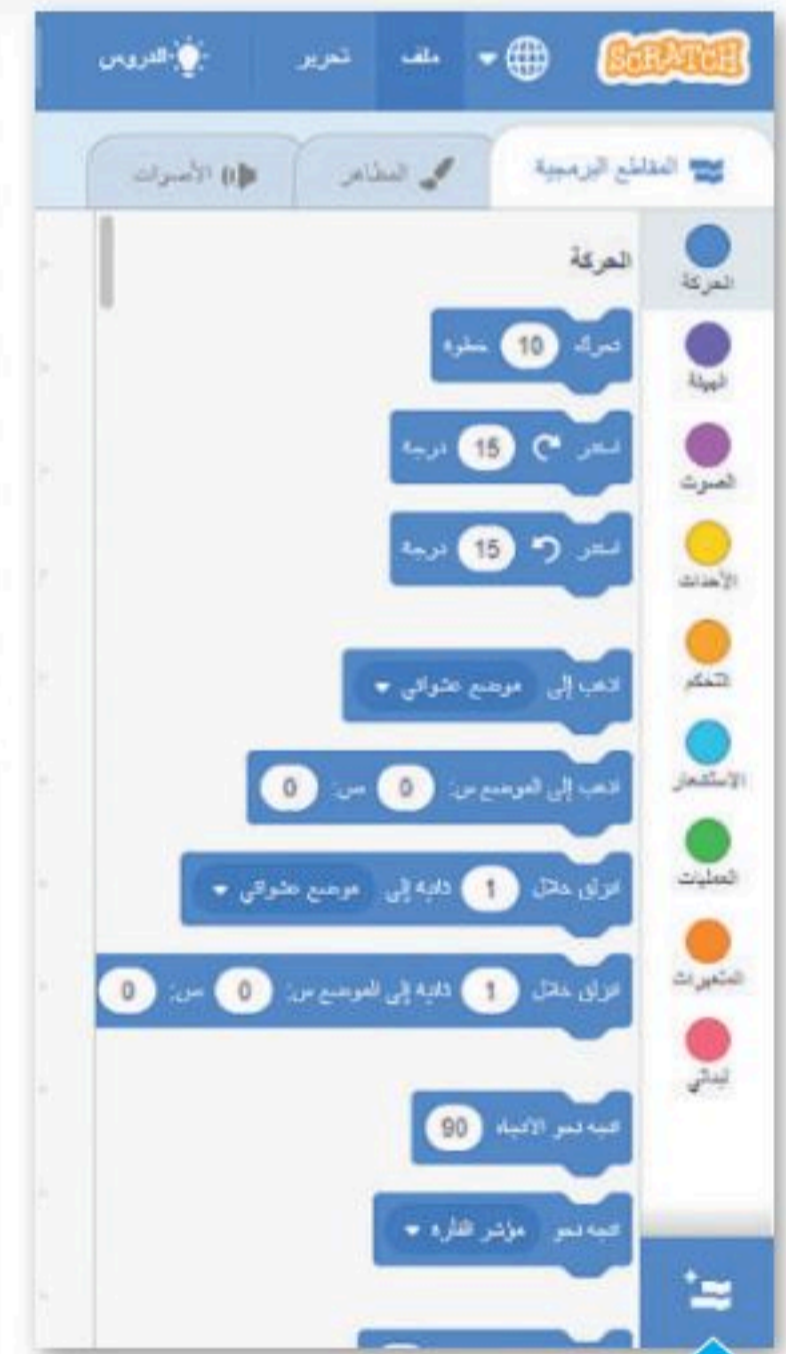 SCRATCH ملف تحرير الدروس
المقاطع البرمجية المظاهر الأصوات
الحركة
الهيئة
الصوت
الأحداث
التحكم
الاستشعار
العمليات
المتغيرات
لبناتي
الحركة
تحرك 10 خطوة
استدر 15 درجة
استدر 15 درجة
اذهب إلى موضع عشوائي
اذهب إلى الموضع س: 0 ص: 0
انزلق خلال 1 ثانية إلى موضع عشوائي
انزلق خلال 1 ثانية إلى الموضع س: 0 ص: 0
اتجه نحو الاتجاه 90
اتجه نحو مؤشر الفأرة